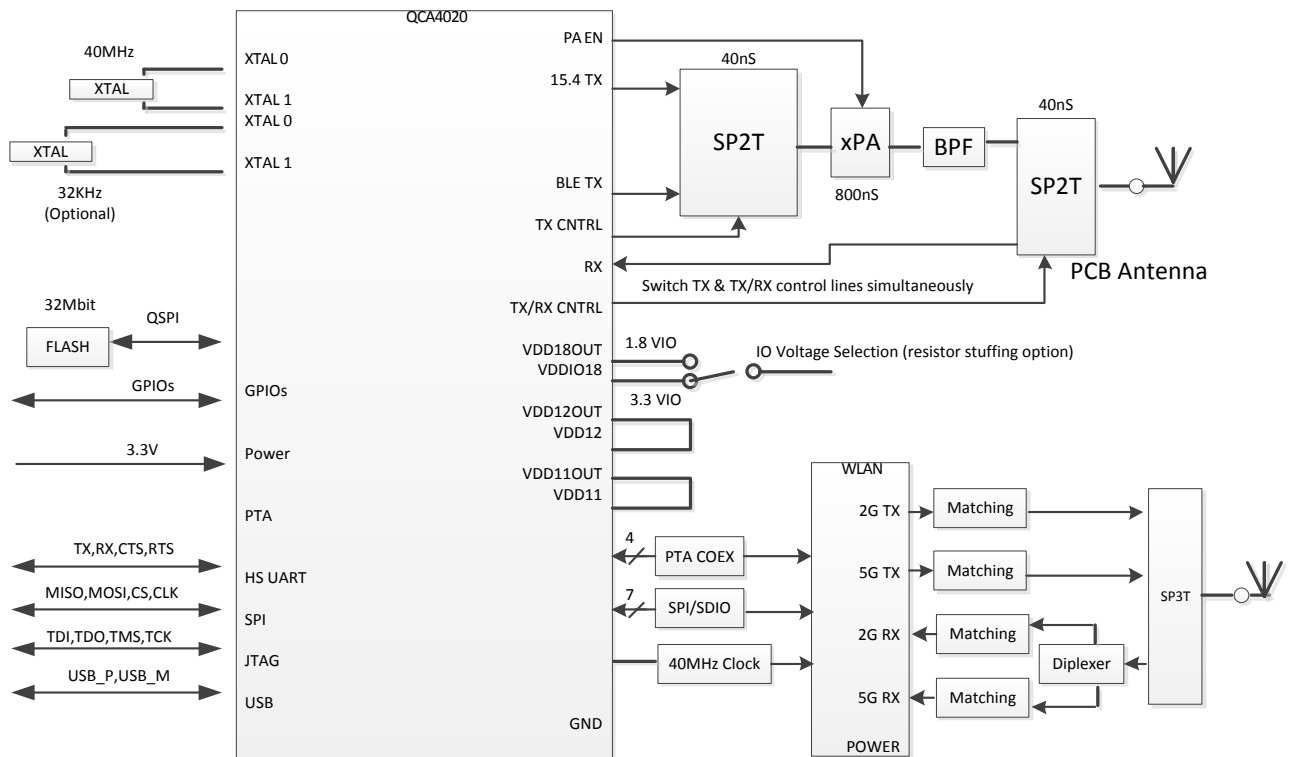 QCA4020
40MHz
XTAL 0
XTAL
XTAL 1
XTAL 0
XTAL
XTAL 1
32KHz
(Optional)
32Mbit
QSPI
FLASH
GPIOs
GPIOs
3.3V
Power
PTA
TX,RX,CTS,RTS
HS UART
MISO,MOSI,CS,CLK
SPI
TDI,TDO,TMS,TCK
JTAG
USB_P,USB_M
USB
PA EN
15.4 TX
BLE TX
TX CNTRL
RX
TX/RX CNTRL
VDD18OUT
VDDIO18
VDD12OUT
VDD12
VDD11OUT
VDD11
GND
40nS
SP2T
xPA
800nS
BPF
40nS
SP2T
PCB Antenna
Switch TX & TX/RX control lines simultaneously
1.8 VIO
IO Voltage Selection (resistor stuffing option)
3.3 VIO
4
PTA COEX
7
SPI/SDIO
40MHz Clock
WLAN
2G TX
5G TX
2G RX
5G RX
POWER
Matching
Matching
Matching
Matching
Diplexer
SP3T